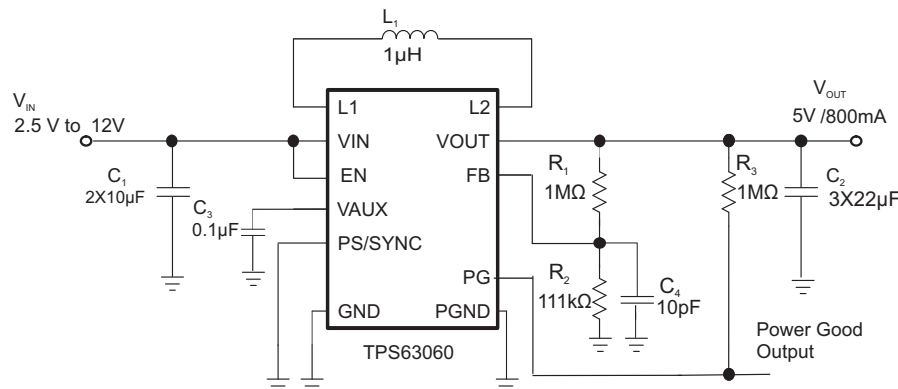 L1
1µH
VIN
2.5 V to 12V
C1
2X10µF
C3
0.1µF
L1
L2
VIN
VOUT
EN
FB
VAUX
PS/SYNC
PG
GND
PGND
TPS63060
R1
1MΩ
R2
111kΩ
C4
10pF
R3
1MΩ
VOUT
5V /800mA
C2
3X22µF
Power Good
Output